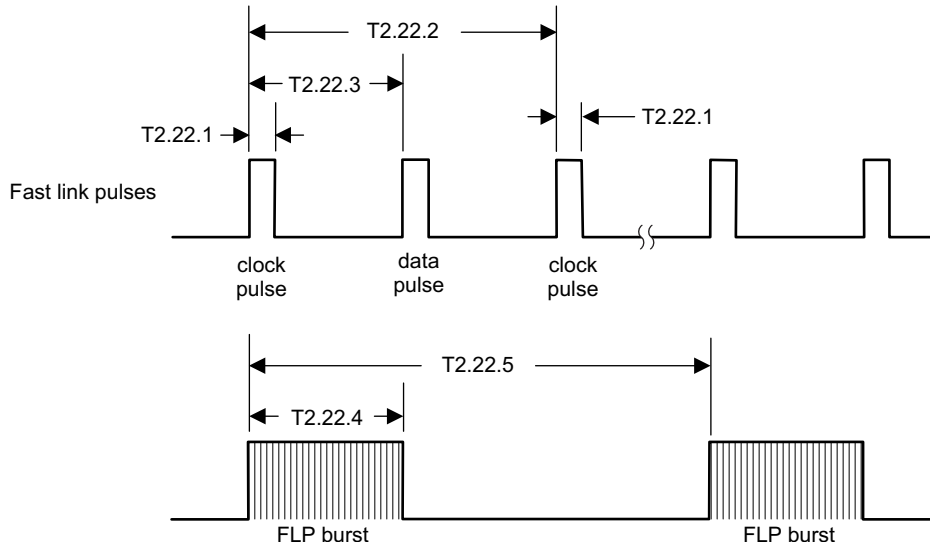 T2.22.2
T2.22.3
T2.22.1
T2.22.1
Fast link pulses
clock
pulse
data
pulse
clock
pulse
T2.22.5
T2.22.4
FLP burst
FLP burst